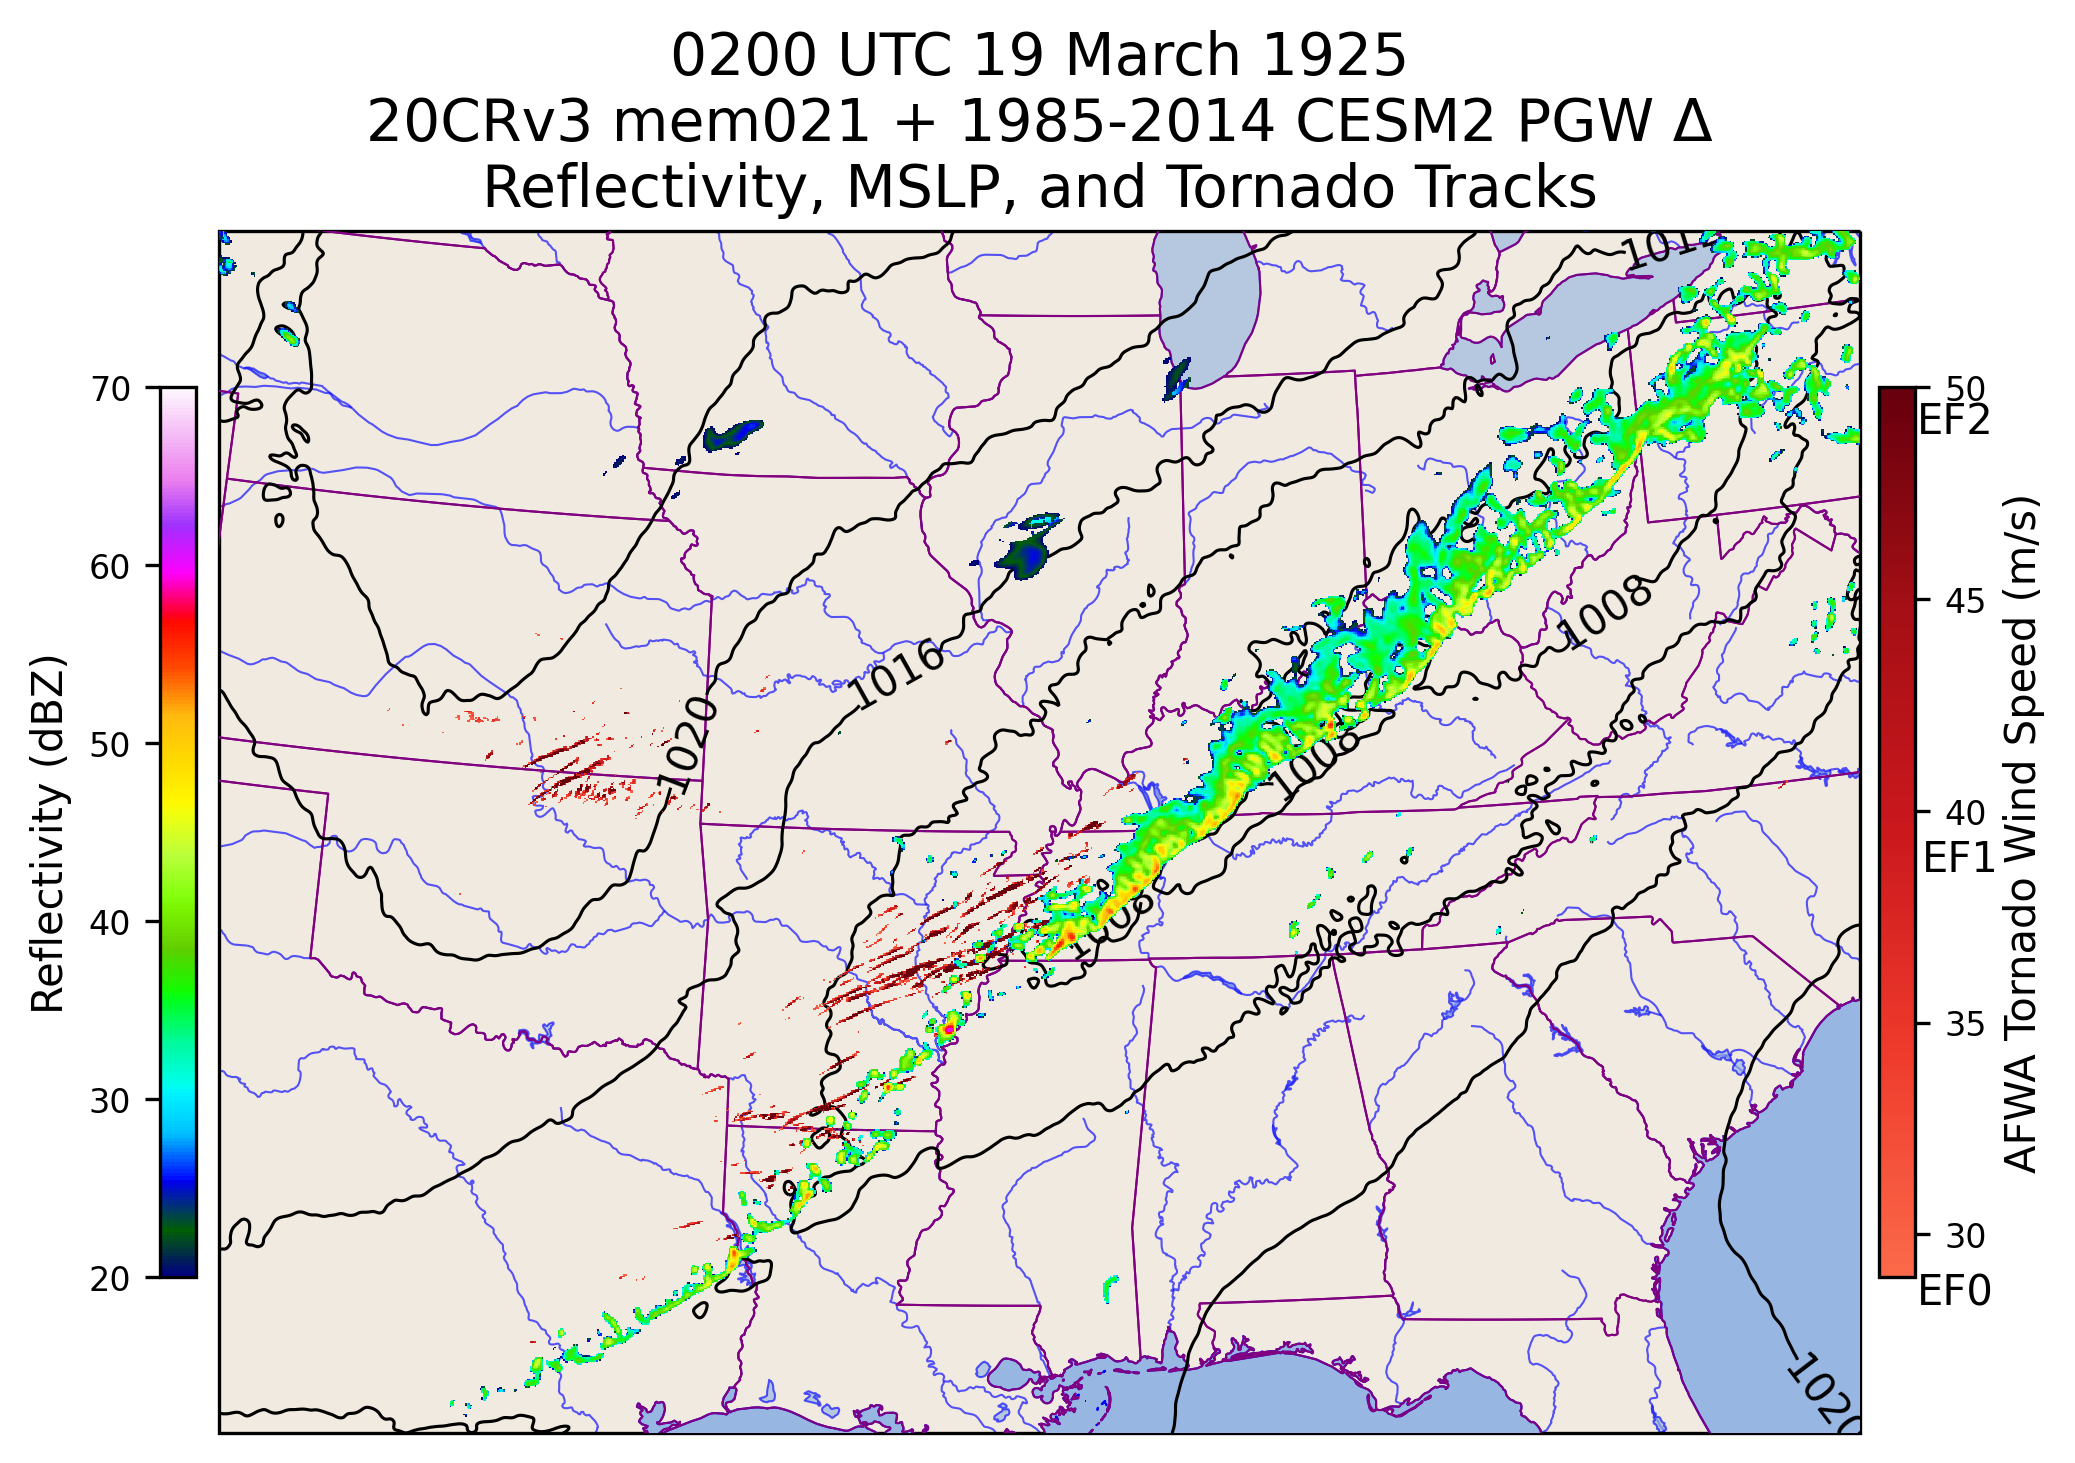 0200 UTC 19 March 1925
20CRv3 mem021 + 1985-2014 CESM2 PGW Δ
Reflectivity, MSLP, and Tornado Tracks
70
60
50
40
30
20
Reflectivity (dBZ)
1008
1016
1020
1008
1008
1020
50
EF2
45
40
EF1
35
30
EF0
AFWA Tornado Wind Speed (m/s)